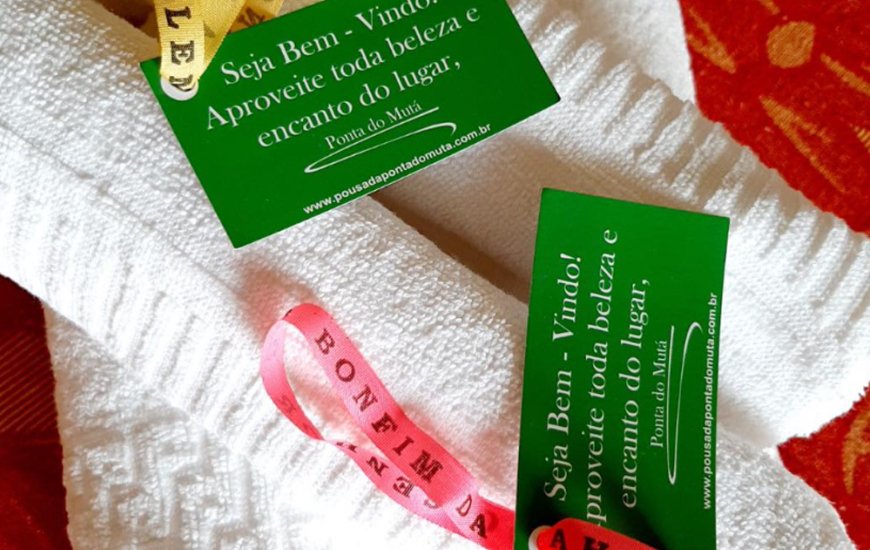 LE
Seja Bem - Vindo!
Aproveite toda beleza e
encanto do lugar,
Ponta do Mutá
www.pousadapontadomuta.com.br
BONFIM DA
Seja Bem - Vindo!
Aproveite toda beleza e
encanto do lugar,
Ponta do Mutá
www.pousadapontadomuta.com.br